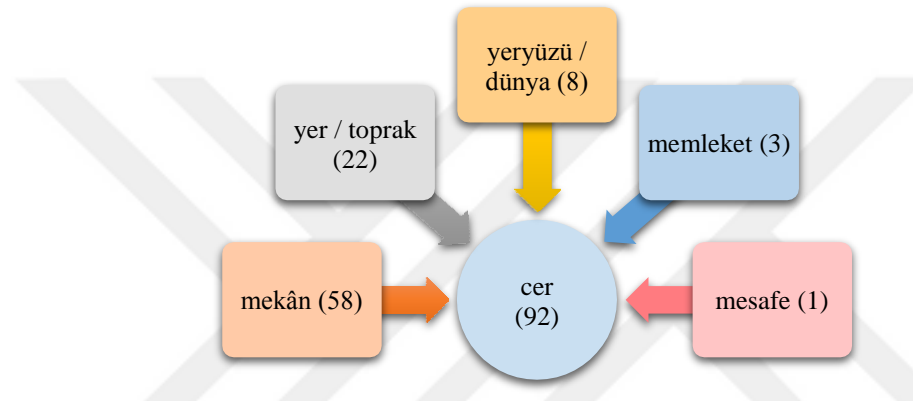 yeryüzü /
dünya (8)
yer / toprak
(22)
memleket (3)
mekân (58)
cer
(92)
mesafe (1)